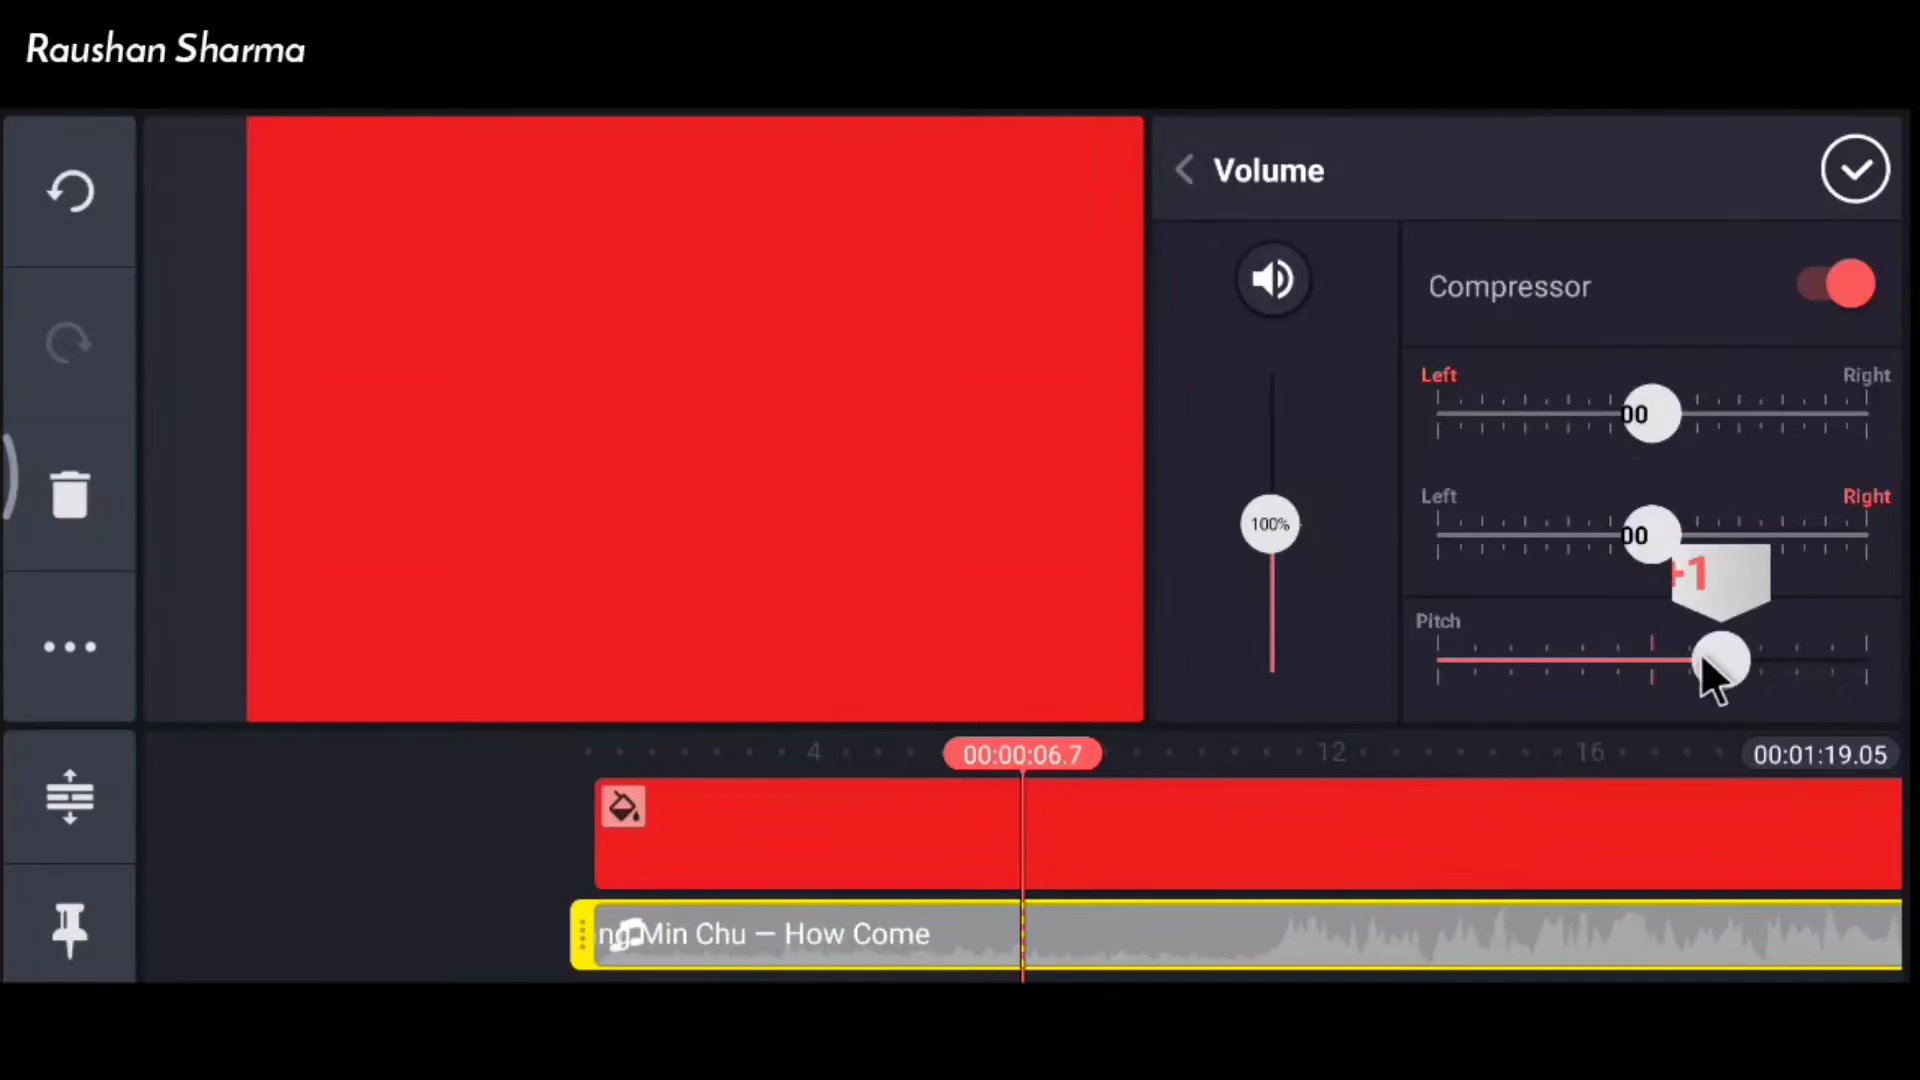 Raushan Sharma
Volume
Compressor
Left Right
00
Left Right
00
+1
Pitch
100%
4 00:00:06.7 12 16 00:01:19.05
ng Min Chu — How Come